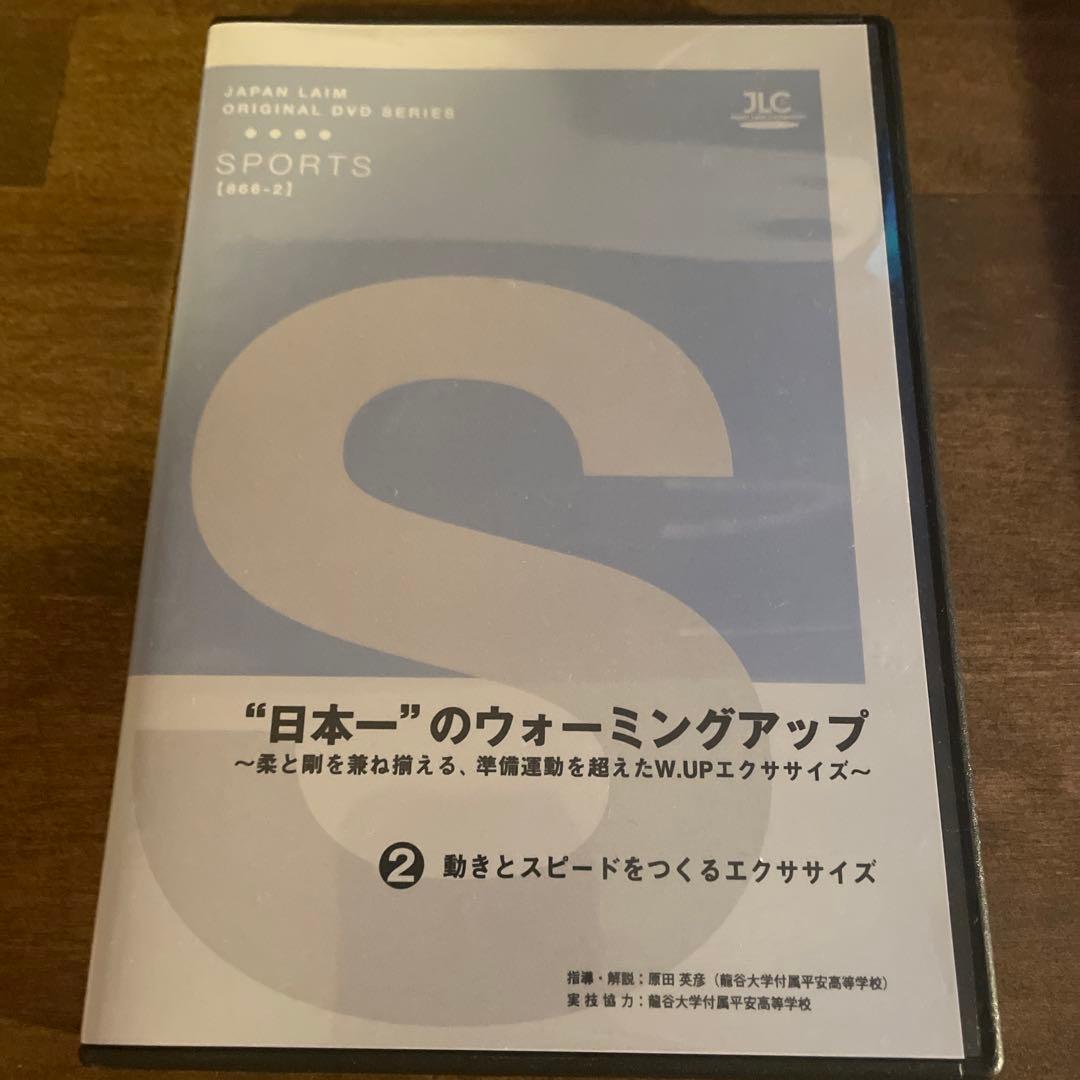 JAPAN LAIM
ORIGINAL DVD SERIES
SPORTS
【866-2】
JLC
S
“日本一”のウォーミングアップ
〜柔と剛を兼ね揃える、準備運動を超えたW.UPエクササイズ〜
❷ 動きとスピードをつくるエクササイズ
指導・解説：原田 英彦（龍谷大学付属平安高等学校）
実技協力：龍谷大学付属平安高等学校